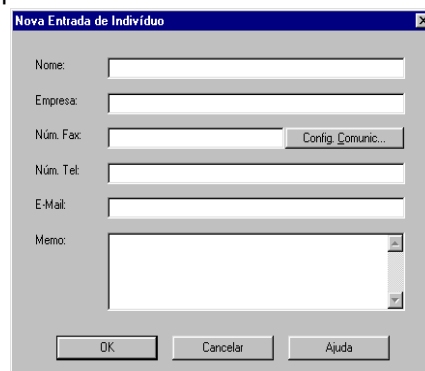 Nova Entrada de Indivíduo
Nome:
Empresa:
Núm. Fax:
Config. Comunic...
Núm. Tel:
E-Mail:
Memo:
OK Cancelar Ajuda